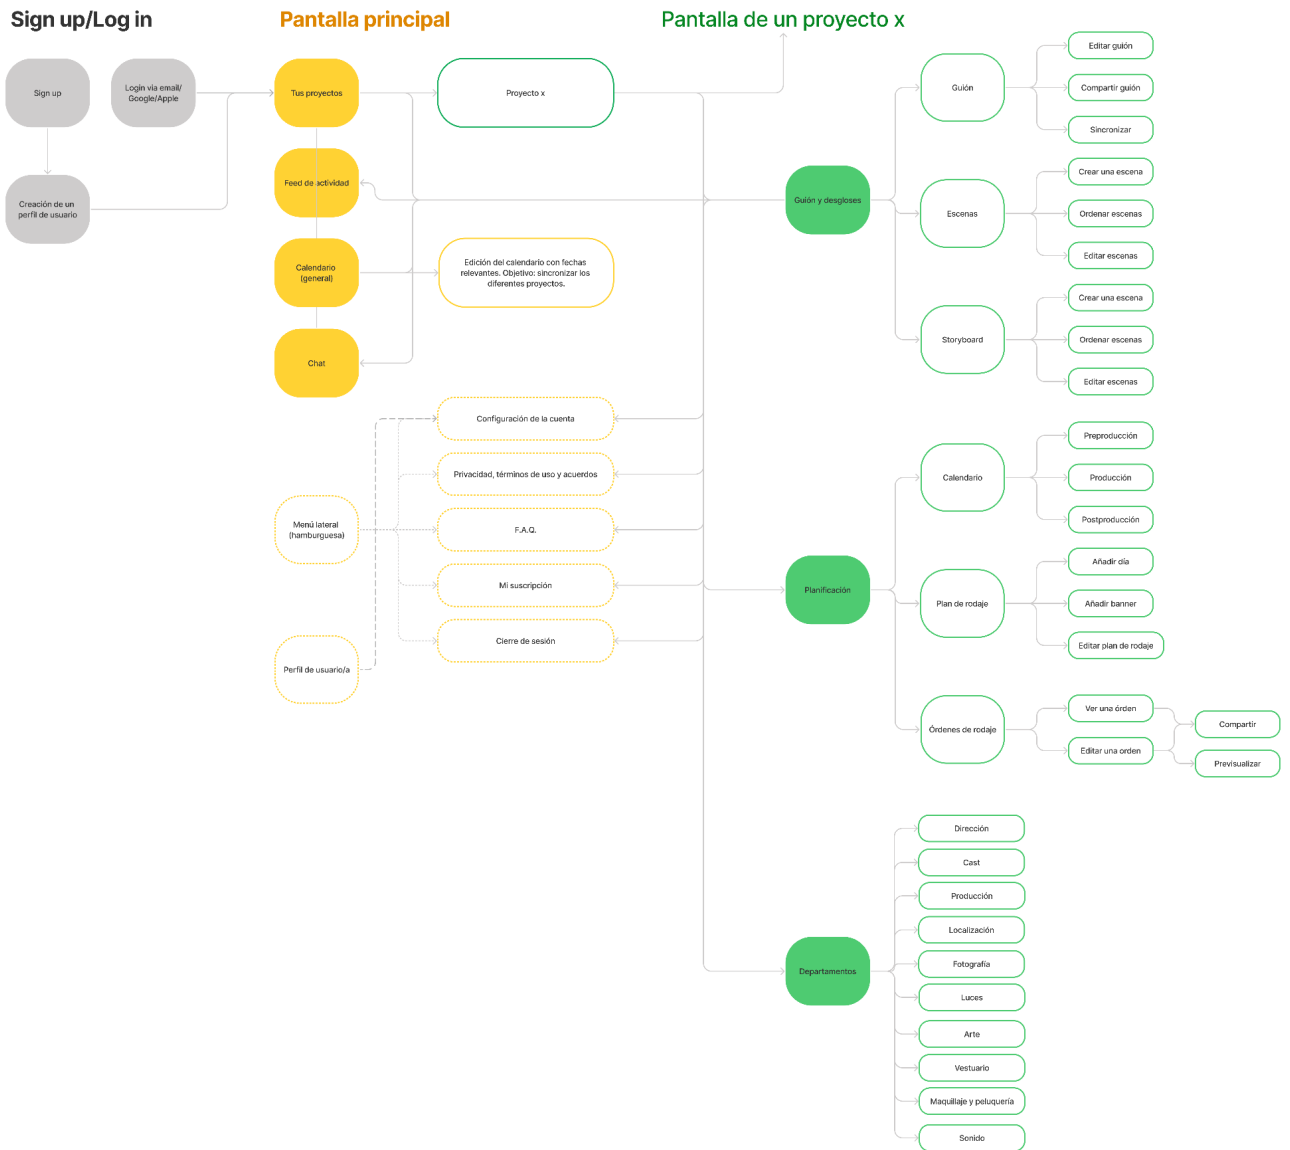 Sign up/Log in
Pantalla principal
Pantalla de un proyecto x
Sign up
Login via email/
Google/Apple
Creación de un
perfil de usuario
Tus proyectos
Feed de actividad
Calendario
(general)
Chat
Menú lateral
(hamburguesa)
Perfil de usuario/a
Proyecto x
Edición del calendario con fechas
relevantes. Objetivo: sincronizar los
diferentes proyectos.
Configuración de la cuenta
Privacidad, términos de uso y acuerdos
F.A.Q.
Mi suscripción
Cierre de sesión
Guión y desgloses
Guión
Editar guión
Compartir guión
Sincronizar
Escenas
Crear una escena
Ordenar escenas
Editar escenas
Storyboard
Crear una escena
Ordenar escenas
Editar escenas
Planificación
Calendario
Preproducción
Producción
Postproducción
Plan de rodaje
Añadir día
Añadir banner
Editar plan de rodaje
Órdenes de rodaje
Ver una órden
Editar una orden
Compartir
Previsualizar
Departamentos
Dirección
Cast
Producción
Localización
Fotografía
Luces
Arte
Vestuario
Maquillaje y peluquería
Sonido